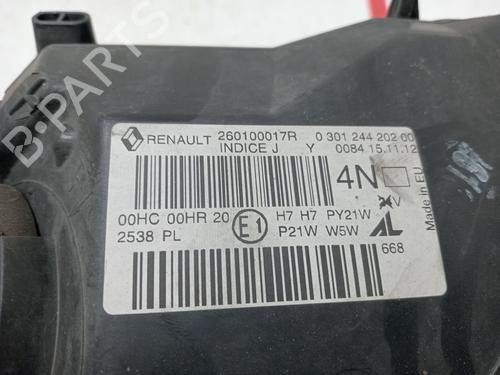 RENAULT 260100017R 0 301 244 202 00
INDICE J Y 0084 15.11.12
4N
00HC 00HR 20 E1 H7 H7 PY21W
2538 PL P21W W5W
668
Made in EU
B-PARTS